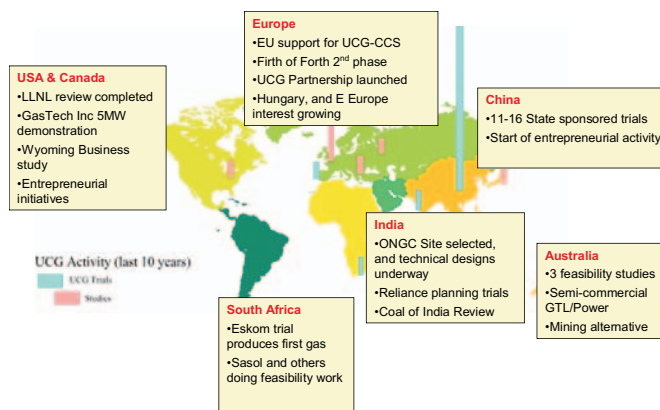 Europe
•EU support for UCG-CCS
•Firth of Forth 2nd phase
•UCG Partnership launched
•Hungary, and E Europe
interest growing
USA & Canada
•LLNL review completed
•GasTech Inc 5MW
demonstration
•Wyoming Business
study
•Entrepreneurial
initiatives
China
•11-16 State sponsored trials
•Start of entrepreneurial activity
India
•ONGC Site selected,
and technical designs
underway
•Reliance planning trials
•Coal of India Review
Australia
•3 feasibility studies
•Semi-commercial
GTL/Power
•Mining alternative
UCG Activity (last 10 years)
UCG Trials
Studies
South Africa
•Eskom trial
produces first gas
•Sasol and others
doing feasibility work